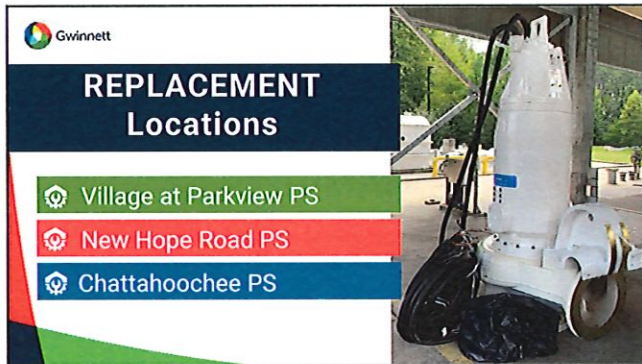 Gwinnett
REPLACEMENT
Locations
Village at Parkview PS
New Hope Road PS
Chattahoochee PS